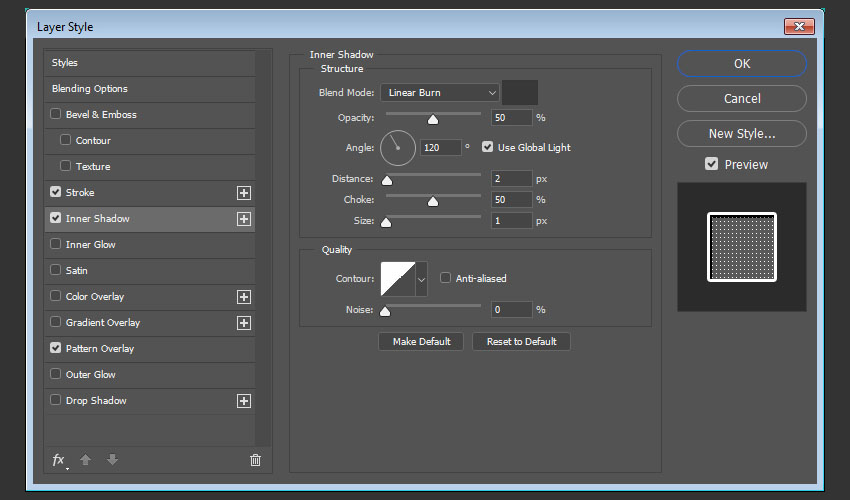 Layer Style
Styles
Blending Options
Bevel & Emboss
Contour
Texture
Stroke
Inner Shadow
Inner Glow
Satin
Color Overlay
Gradient Overlay
Pattern Overlay
Outer Glow
Drop Shadow
fx
Inner Shadow
Structure
Blend Mode: Linear Burn
Opacity: 50 %
Angle: 120 ° Use Global Light
Distance: 2 px
Choke: 50 %
Size: 1 px
Quality
Contour: Anti-aliased
Noise: 0 %
Make Default Reset to Default
OK
Cancel
New Style...
Preview